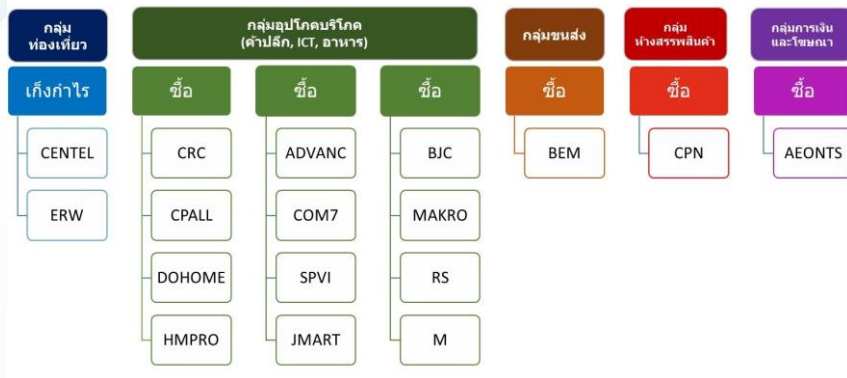 กลุ่ม
ท่องเที่ยว
กลุ่มอุปโภคบริโภค
(ค้าปลีก, ICT, อาหาร)
กลุ่มขนส่ง
กลุ่ม
ห้างสรรพสินค้า
กลุ่มการเงิน
และโฆษณา
เก็งกำไร
ซื้อ
ซื้อ
ซื้อ
ซื้อ
ซื้อ
ซื้อ
CENTEL
CRC
ADVANC
BJC
BEM
CPN
AEONTS
ERW
CPALL
COM7
MAKRO
DOHOME
SPVI
RS
HMPRO
JMART
M